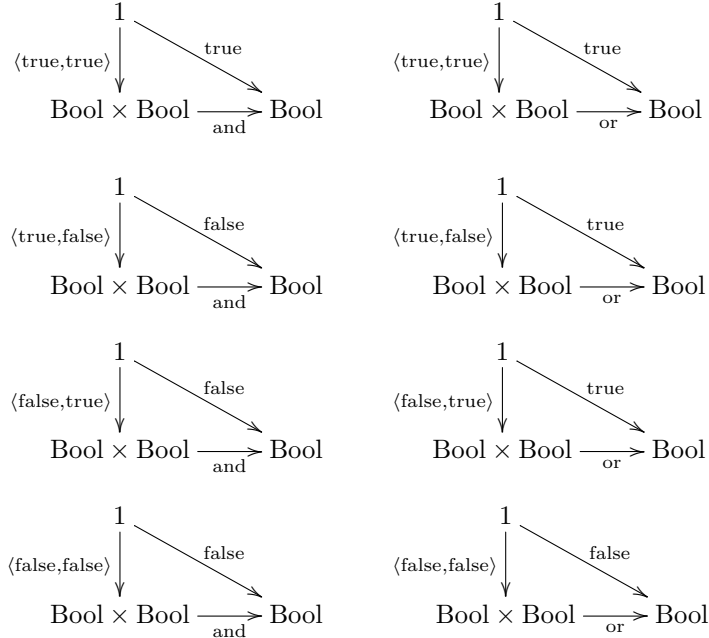 1 1
⟨true,true⟩ true ⟨true,true⟩ true
Bool × Bool and Bool Bool × Bool or Bool
1 1
⟨true,false⟩ false ⟨true,false⟩ true
Bool × Bool and Bool Bool × Bool or Bool
1 1
⟨false,true⟩ false ⟨false,true⟩ true
Bool × Bool and Bool Bool × Bool or Bool
1 1
⟨false,false⟩ false ⟨false,false⟩ false
Bool × Bool and Bool Bool × Bool or Bool